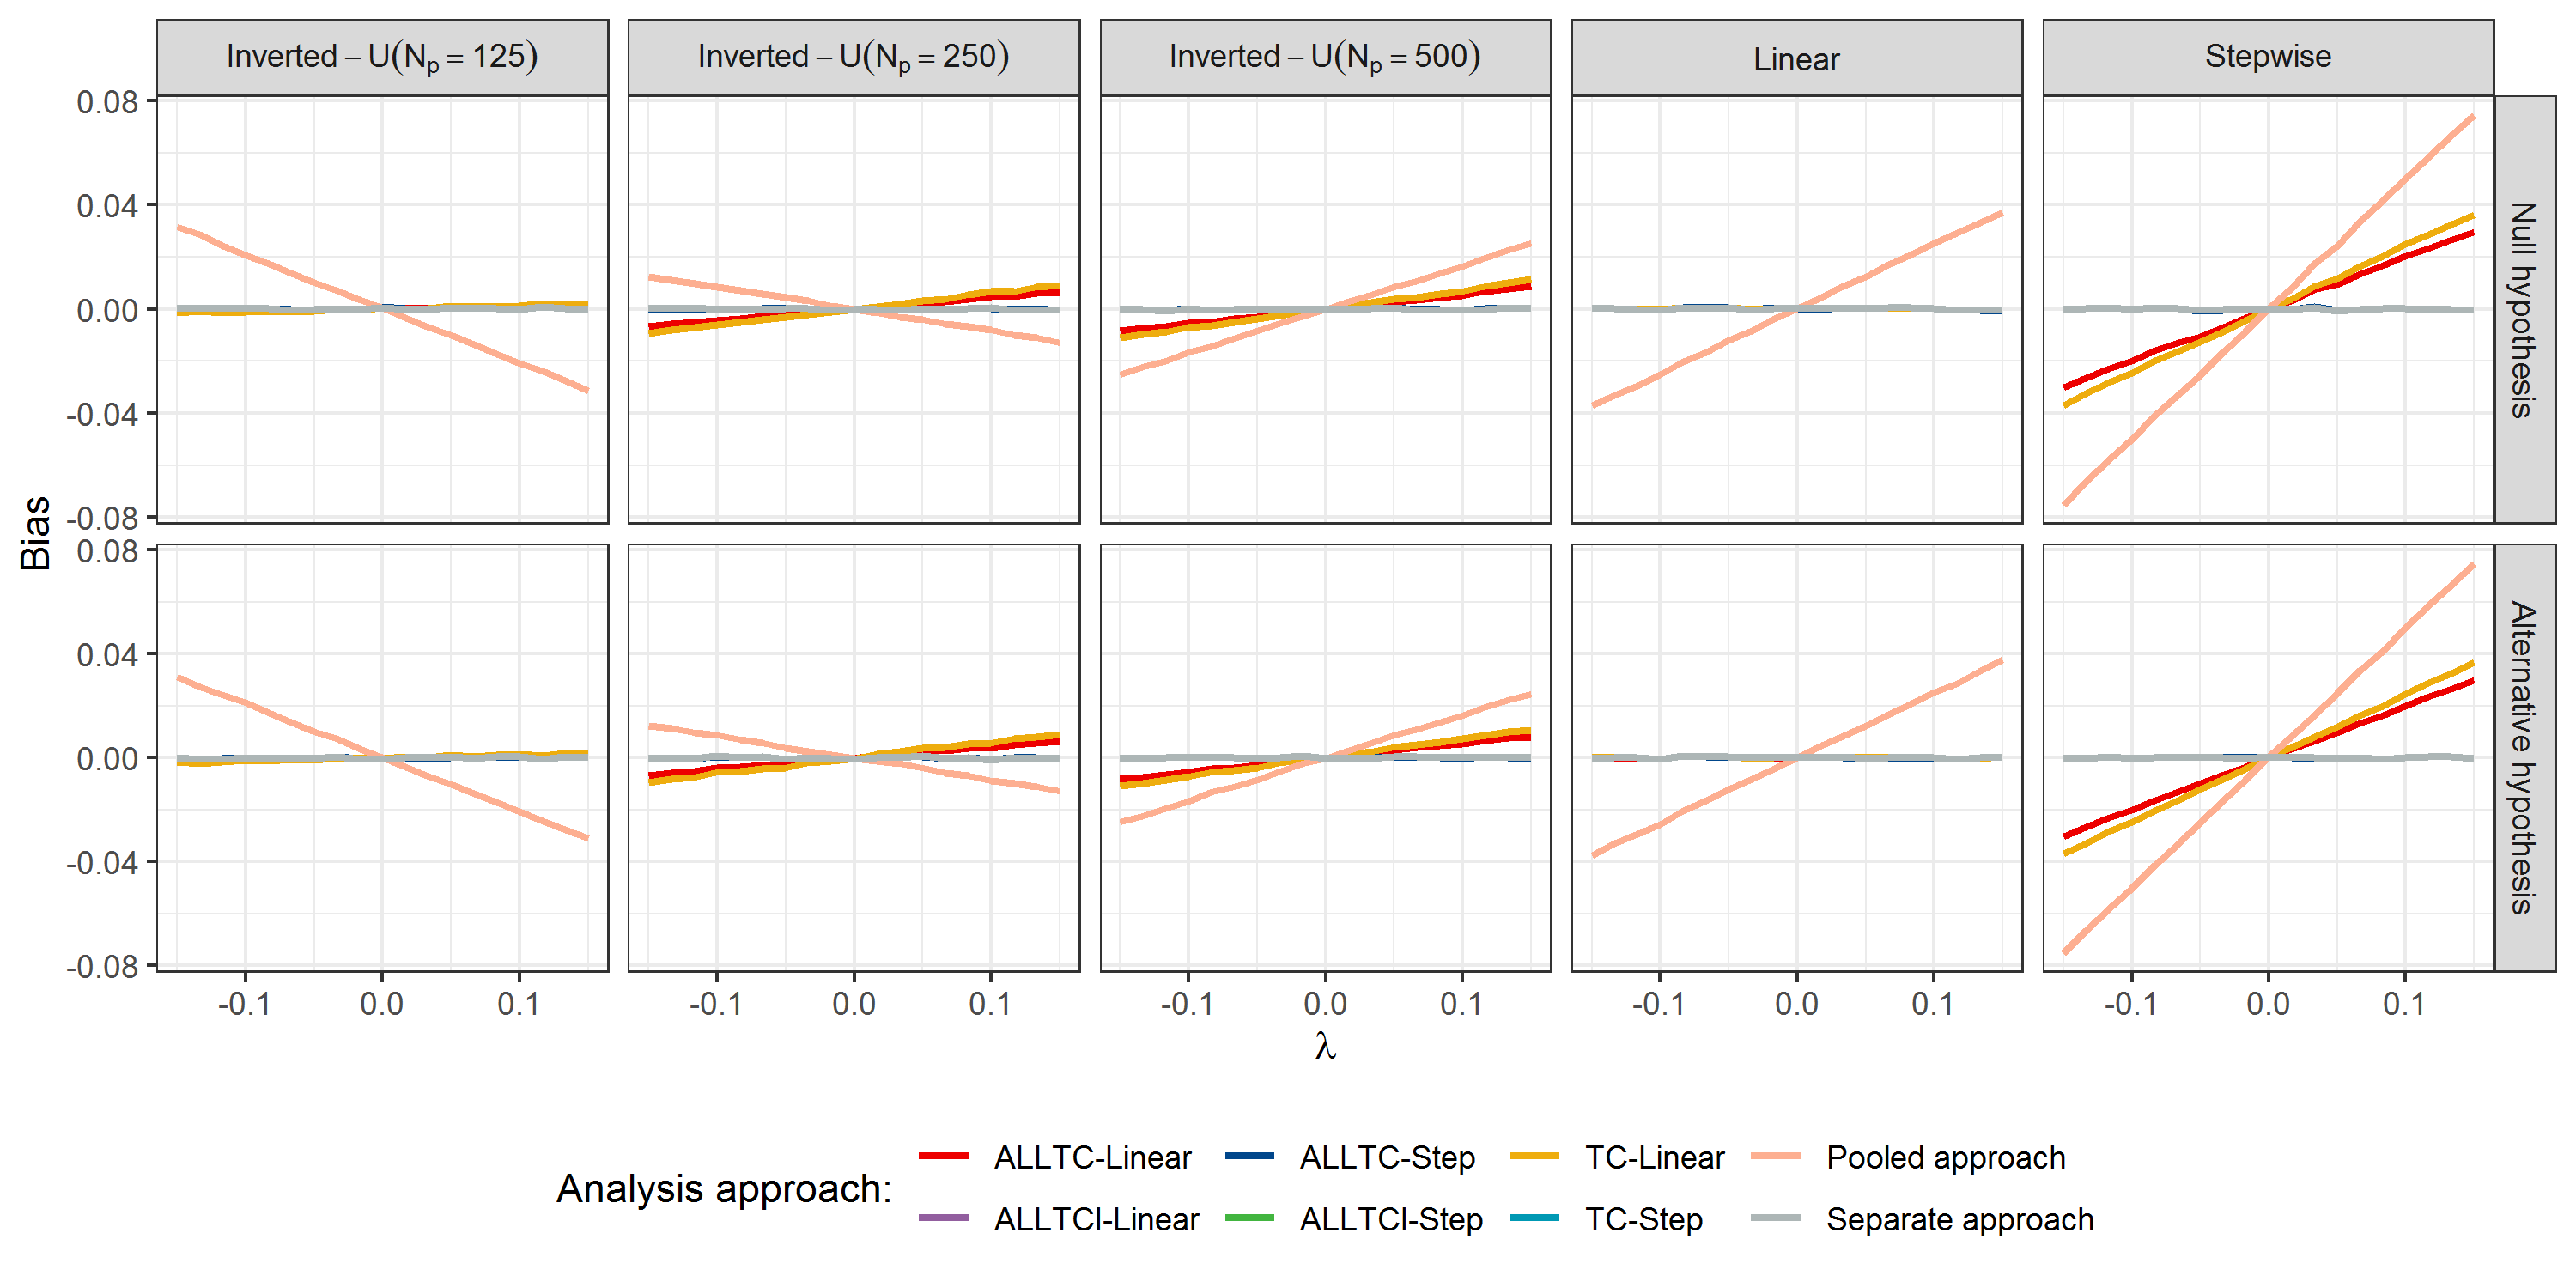 Inverted – U(Np = 125)
Inverted – U(Np = 250)
Inverted – U(Np = 500)
Linear
Stepwise
0.08
0.04
0.00
-0.04
-0.08
Null hypothesis
Bias
0.08
0.04
0.00
-0.04
-0.08
Alternative hypothesis
-0.1 0.0 0.1
-0.1 0.0 0.1
-0.1 0.0 0.1
-0.1 0.0 0.1
-0.1 0.0 0.1
λ
Analysis approach:
ALLTC-Linear ALLTC-Step TC-Linear Pooled approach
ALLTCI-Linear ALLTCI-Step TC-Step Separate approach